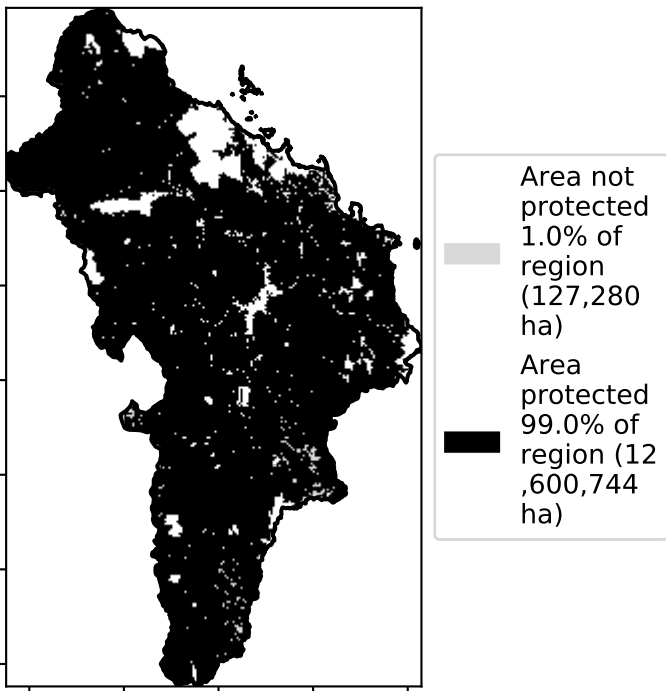 Area not
protected
1.0% of
region
(127,280
ha)
Area
protected
99.0% of
region (12
,600,744
ha)